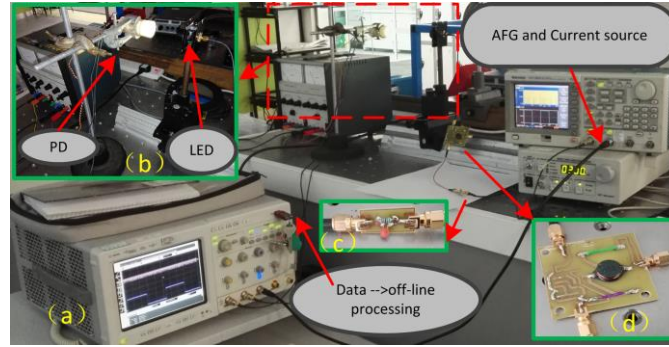 AFG and Current source
PD
LED
(b)
(c)
(a)
Data -->off-line
processing
(d)